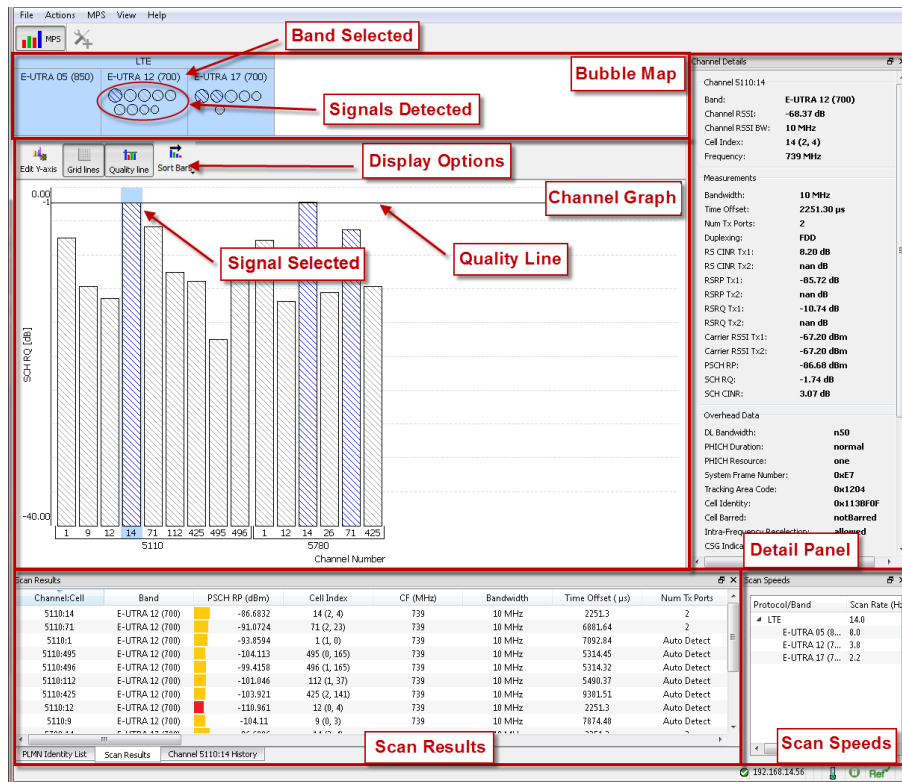 File Actions MPS View Help
MPS
Band Selected
LTE
E-UTRA 05 (850) E-UTRA 12 (700) E-UTRA 17 (700)
Bubble Map
Signals Detected
Edit Y-axis Grid lines Quality line Sort Bars
Display Options
0.00
-1
Channel Graph
Signal Selected
Quality Line
SCH RQ [dB]
-40.00
1 9 12 14 71 112 425 495 496 1 12 14 26 71 425
5110 5780
Channel Number
Channel Details
Channel 5110:14
Band: E-UTRA 12 (700)
Channel RSSI: -68.37 dB
Channel RSSI BW: 10 MHz
Cell Index: 14 (2, 4)
Frequency: 739 MHz
Measurements
Bandwidth: 10 MHz
Time Offset: 2251.30 µs
Num Tx Ports: 2
Duplexing: FDD
RS CINR Tx1: 8.20 dB
RS CINR Tx2: nan dB
RSRP Tx1: -85.72 dB
RSRP Tx2: nan dB
RSRQ Tx1: -10.74 dB
RSRQ Tx2: nan dB
Carrier RSSI Tx1: -67.20 dBm
Carrier RSSI Tx2: -67.20 dBm
PSCH RP: -86.68 dBm
SCH RQ: -1.74 dB
SCH CINR: 3.07 dB
Overhead Data
DL Bandwidth: n50
PHICH Duration: normal
PHICH Resource: one
System Frame Number: 0xE7
Tracking Area Code: 0x1204
Cell Identity: 0x113BF0F
Cell Barred: notBarred
Intra-Frequency Reselection: allowed
CSG Indica
Detail Panel
Scan Results
Channel:Cell Band PSCH RP (dBm) Cell Index CF (MHz) Bandwidth Time Offset ( µs) Num Tx Ports
5110:14 E-UTRA 12 (700) -86.6832 14 (2, 4) 739 10 MHz 2251.3 2
5110:71 E-UTRA 12 (700) -91.0724 71 (2, 23) 739 10 MHz 6881.64 2
5110:1 E-UTRA 12 (700) -93.8594 1 (1, 0) 739 10 MHz 7092.84 Auto Detect
5110:495 E-UTRA 12 (700) -104.113 495 (0, 165) 739 10 MHz 5314.45 Auto Detect
5110:496 E-UTRA 12 (700) -99.4158 496 (1, 165) 739 10 MHz 5314.32 Auto Detect
5110:112 E-UTRA 12 (700) -101.046 112 (1, 37) 739 10 MHz 5490.37 Auto Detect
5110:425 E-UTRA 12 (700) -103.921 425 (2, 141) 739 10 MHz 9381.51 Auto Detect
5110:12 E-UTRA 12 (700) -110.961 12 (0, 4) 739 10 MHz 2251.3 Auto Detect
5110:9 E-UTRA 12 (700) -104.11 9 (0, 3) 739 10 MHz 7874.48 Auto Detect
PLMN Identity List Scan Results Channel 5110:14 History
Scan Results
Scan Speeds
Protocol/Band Scan Rate (Hz
LTE 14.0
E-UTRA 05 (8... 8.0
E-UTRA 12 (7... 3.8
E-UTRA 17 (7... 2.2
Scan Speeds
192.168.14.56 Ref